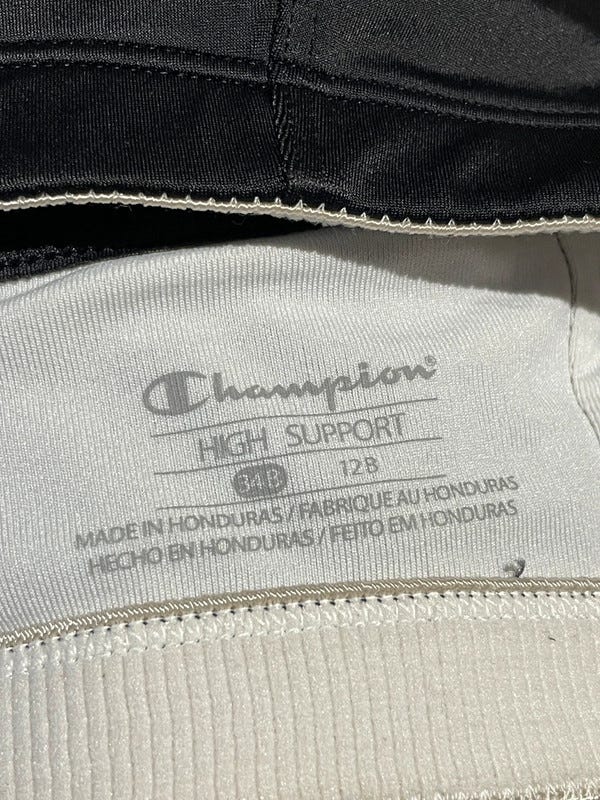 Champion®
HIGH SUPPORT
34B 12B
MADE IN HONDURAS / FABRIQUE AU HONDURAS
HECHO EN HONDURAS / FEITO EM HONDURAS